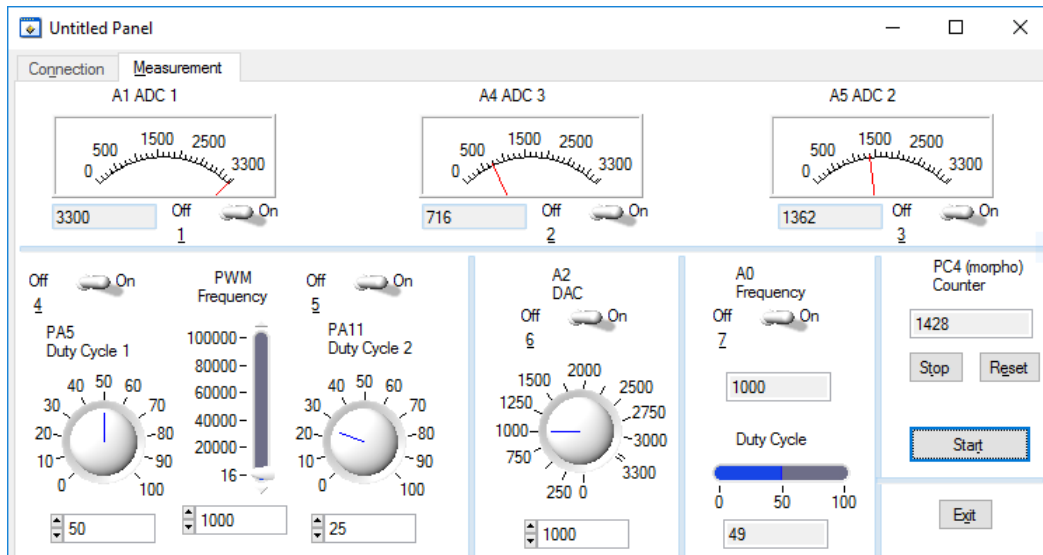 Untitled Panel
Connection Measurement
A1 ADC 1
0 500 1500 2500 3300
3300
Off On
1
A4 ADC 3
0 500 1500 2500 3300
716
Off On
2
A5 ADC 2
0 500 1500 2500 3300
1362
Off On
3
Off On
4
PA5
Duty Cycle 1
0 10 20 30 40 50 60 70 80 90 100
50
PWM
Frequency
100000
80000
60000
40000
20000
16
1000
Off On
5
PA11
Duty Cycle 2
0 10 20 30 40 50 60 70 80 90 100
25
A2
DAC
Off On
6
0 250 750 1000 1250 1500 2000 2500 2750 3000 3300
1000
A0
Frequency
Off On
7
1000
Duty Cycle
0 50 100
49
PC4 (morpho)
Counter
1428
Stop Reset
Start
Exit